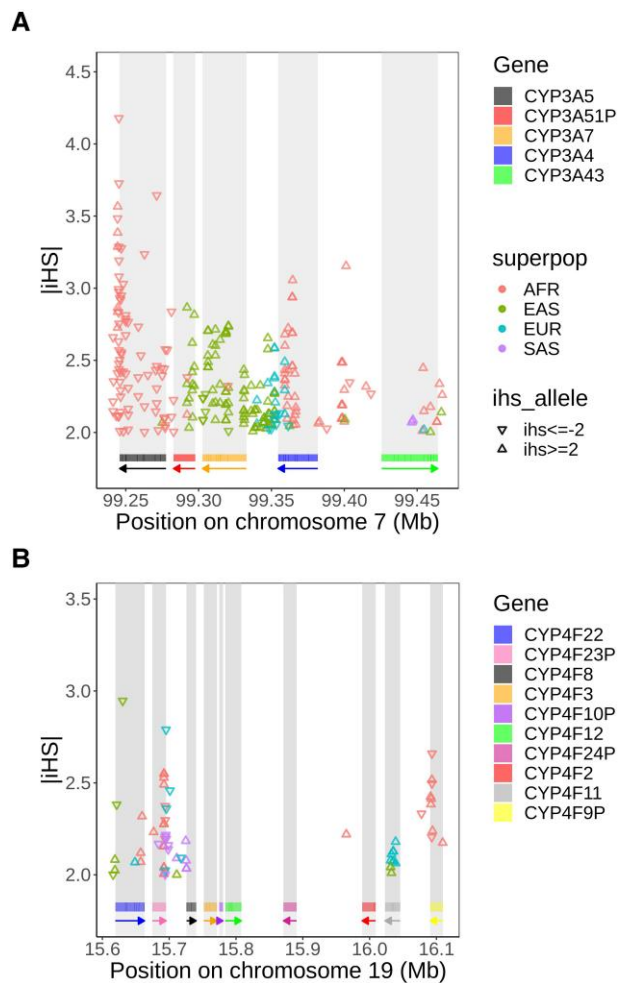 A
Gene
CYP3A5
CYP3A51P
CYP3A7
CYP3A4
CYP3A43
superpop
AFR
EAS
EUR
SAS
ihs_allele
ihs<=-2
ihs>=2
|iHS|
4.5
4.0
3.5
3.0
2.5
2.0
99.25 99.30 99.35 99.40 99.45
Position on chromosome 7 (Mb)
B
Gene
CYP4F22
CYP4F23P
CYP4F8
CYP4F3
CYP4F10P
CYP4F12
CYP4F24P
CYP4F2
CYP4F11
CYP4F9P
|iHS|
3.5
3.0
2.5
2.0
15.6 15.7 15.8 15.9 16.0 16.1
Position on chromosome 19 (Mb)